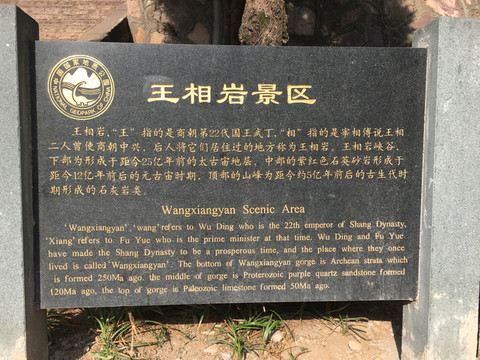 王相岩景区
王相岩,“王”指的是商朝第22代国王武丁,“相”指的是宰相傅说王相
二人曾使商朝中兴,后人将它们居住过的地方称为王相岩。王相岩峡谷,
下部为形成于距今25亿年前的太古宙地层,中部的紫红色石英砂岩形成于
距今12亿年前后的元古宙时期,顶部的山峰为距今约5亿年前后的古生代时
期形成的石灰岩类。
Wangxiangyan Scenic Area
'Wangxiangyan','wang'refers to Wu Ding who is the 22th emperor of Shang Dynasty,
'Xiang'refers to Fu Yue who is the prime minister at that time. Wu Ding and Fu Yue
have made the Shang Dynasty to be a prosperous time, and the place where they once
lived is called'Wangxiangyan'. The bottom of Wangxiangyan gorge is Archean strata which
is formed 250Ma ago. the middle of gorge is Proterozoic purple quartz sandstone formed
120Ma ago, the top of gorge is Paleozoic limestone formed 50Ma ago.